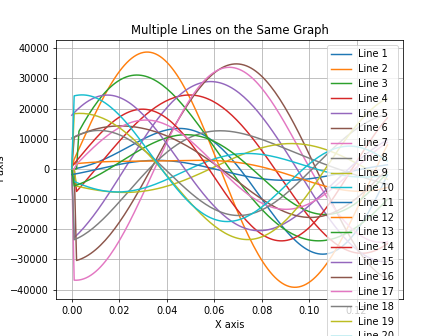 Multiple Lines on the Same Graph
40000
30000
20000
10000
0
−10000
−20000
−30000
−40000
0.00
0.02
0.04
0.06
0.08
0.10
X axis
Line 1
Line 2
Line 3
Line 4
Line 5
Line 6
Line 7
Line 8
Line 9
Line 10
Line 11
Line 12
Line 13
Line 14
Line 15
Line 16
Line 17
Line 18
Line 19
Line 20